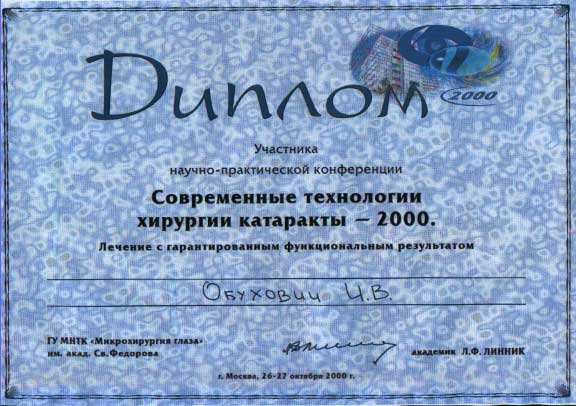 Диплом
2000
Участника
научно-практической конференции
Современные технологии
хирургии катаракты – 2000.
Лечение с гарантированным функциональным результатом
Обухович И.В.
ГУ МНТК «Микрохирургия глаза»
им. акад. Св.Федорова
академик Л.Ф. ЛИННИК
г. Москва, 26-27 октября 2000 г.